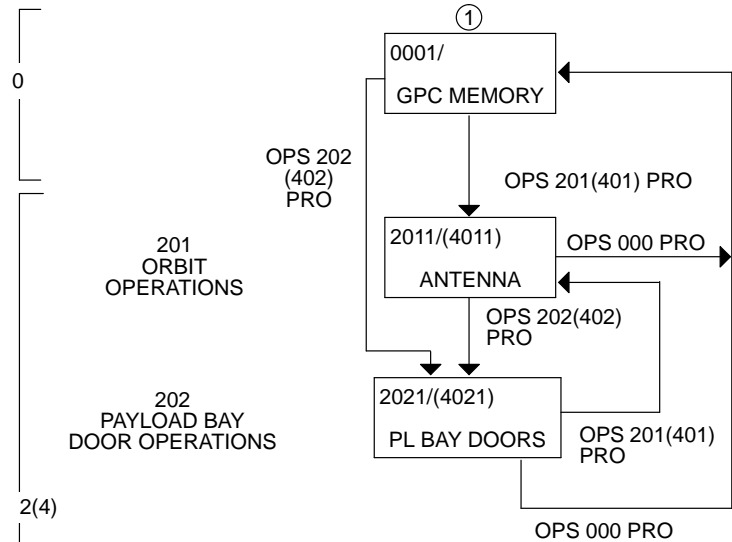 1
0001/
GPC MEMORY
0
OPS 202
(402)
PRO
OPS 201(401) PRO
2011/(4011)
ANTENNA
OPS 000 PRO
201
ORBIT
OPERATIONS
OPS 202(402)
PRO
2021/(4021)
PL BAY DOORS
202
PAYLOAD BAY
DOOR OPERATIONS
OPS 201(401)
PRO
2(4)
OPS 000 PRO